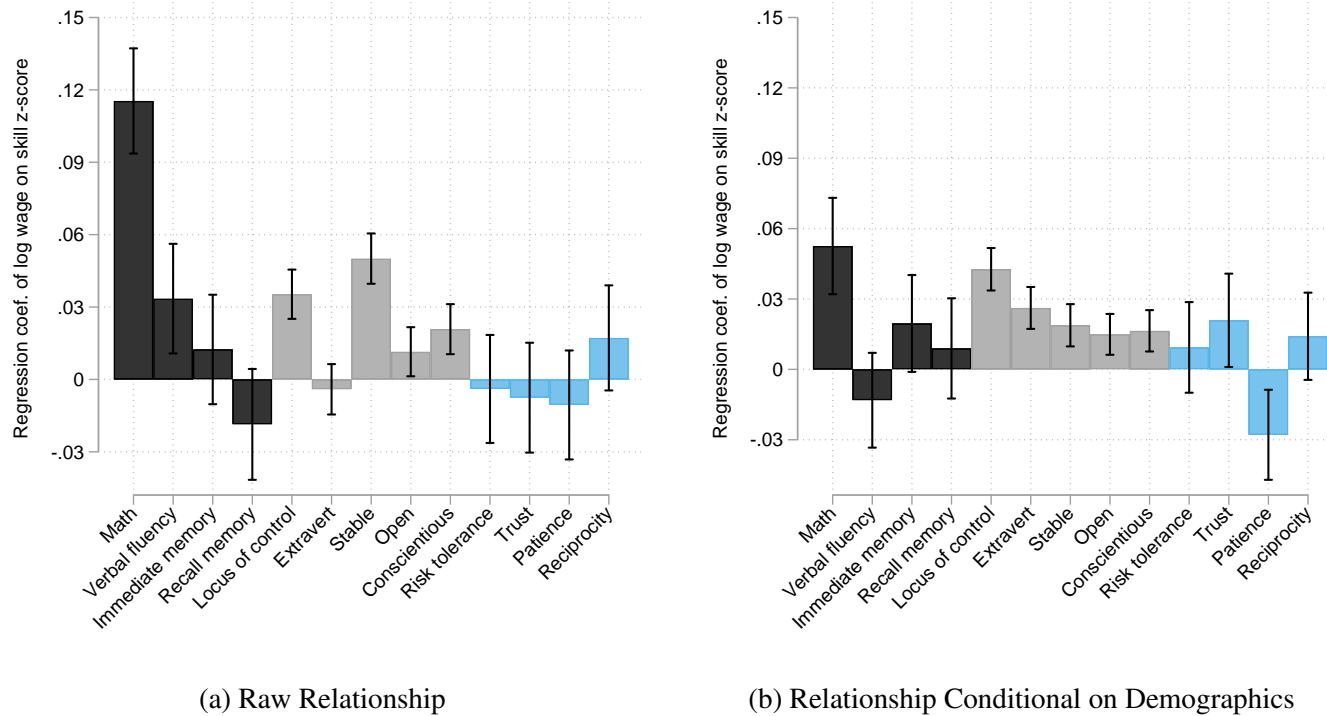 Regression coef. of log wage on skill z-score
.15
.12
.09
.06
.03
0
-.03
Math
Verbal fluency
Immediate memory
Recall memory
Locus of control
Extravert
Stable
Open
Conscientious
Risk tolerance
Trust
Patience
Reciprocity
(a) Raw Relationship
Regression coef. of log wage on skill z-score
.15
.12
.09
.06
.03
0
-.03
Math
Verbal fluency
Immediate memory
Recall memory
Locus of control
Extravert
Stable
Open
Conscientious
Risk tolerance
Trust
Patience
Reciprocity
(b) Relationship Conditional on Demographics